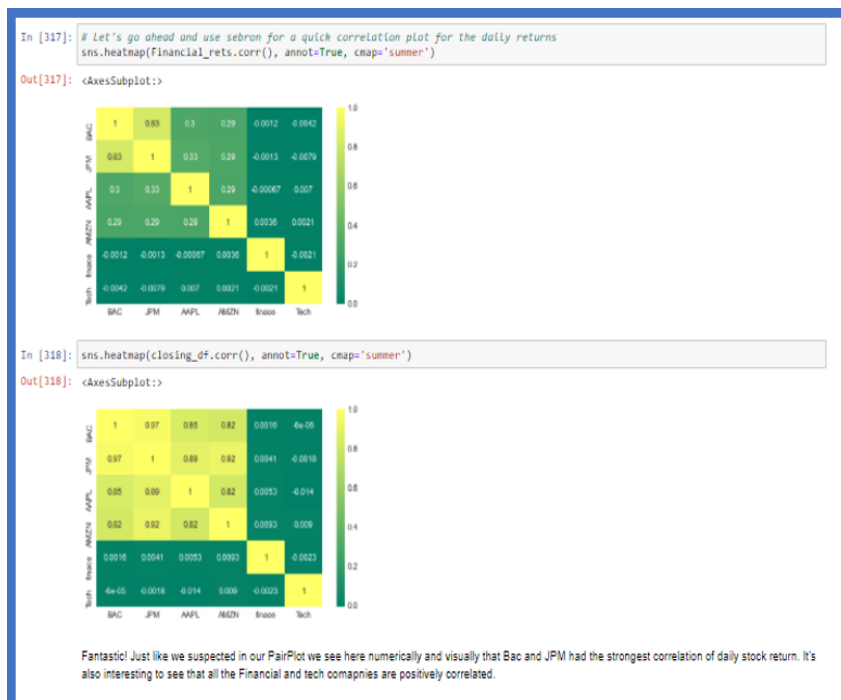 In [317]: # Let's go ahead and use sebron for a quick correlation plot for the daily returns
sns.heatmap(Financial_rets.corr(), annot=True, cmap='summer')
Out[317]: <AxesSubplot:>
1.0
BAC 1 0.83 0.3 0.29 -0.0012 -0.0042
0.8
JPM 0.83 1 0.33 0.29 -0.0013 -0.0079
0.6
AAPL 0.3 0.33 1 0.29 -0.00067 0.007
AMZN 0.29 0.29 0.29 1 0.0036 0.0021
0.4
finace -0.0012 -0.0013 -0.00067 0.0036 1 -0.0021
0.2
Tech -0.0042 -0.0079 0.007 0.0021 -0.0021 1
0.0
BAC JPM AAPL AMZN finace Tech
In [318]: sns.heatmap(closing_df.corr(), annot=True, cmap='summer')
Out[318]: <AxesSubplot:>
1.0
BAC 1 0.97 0.85 0.82 0.0016 -6e-05
0.8
JPM 0.97 1 0.89 0.92 0.0041 -0.0018
0.6
AAPL 0.85 0.89 1 0.82 0.0053 -0.014
AMZN 0.82 0.92 0.82 1 0.0093 0.009
0.4
finace 0.0016 0.0041 0.0053 0.0093 1 -0.0023
0.2
Tech -6e-05 -0.0018 -0.014 0.009 -0.0023 1
0.0
BAC JPM AAPL AMZN finace Tech
Fantastic! Just like we suspected in our PairPlot we see here numerically and visually that Bac and JPM had the strongest correlation of daily stock return. It's
also interesting to see that all the Financial and tech comapnies are positively correlated.